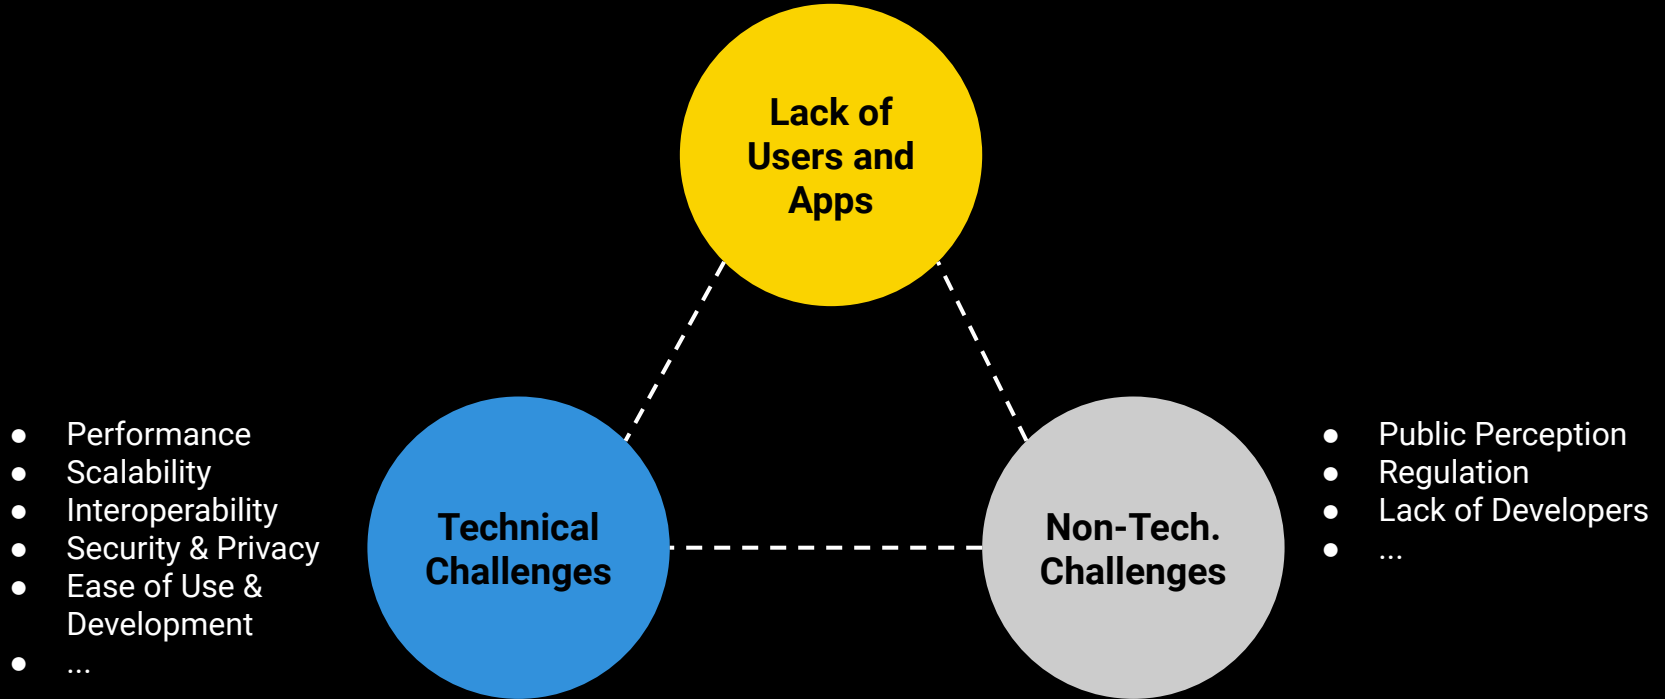 Lack of
Users and
Apps
● Performance
● Scalability
● Interoperability
● Security & Privacy
● Ease of Use &
Development
● ...
Technical
Challenges
Non-Tech.
Challenges
● Public Perception
● Regulation
● Lack of Developers
● ...